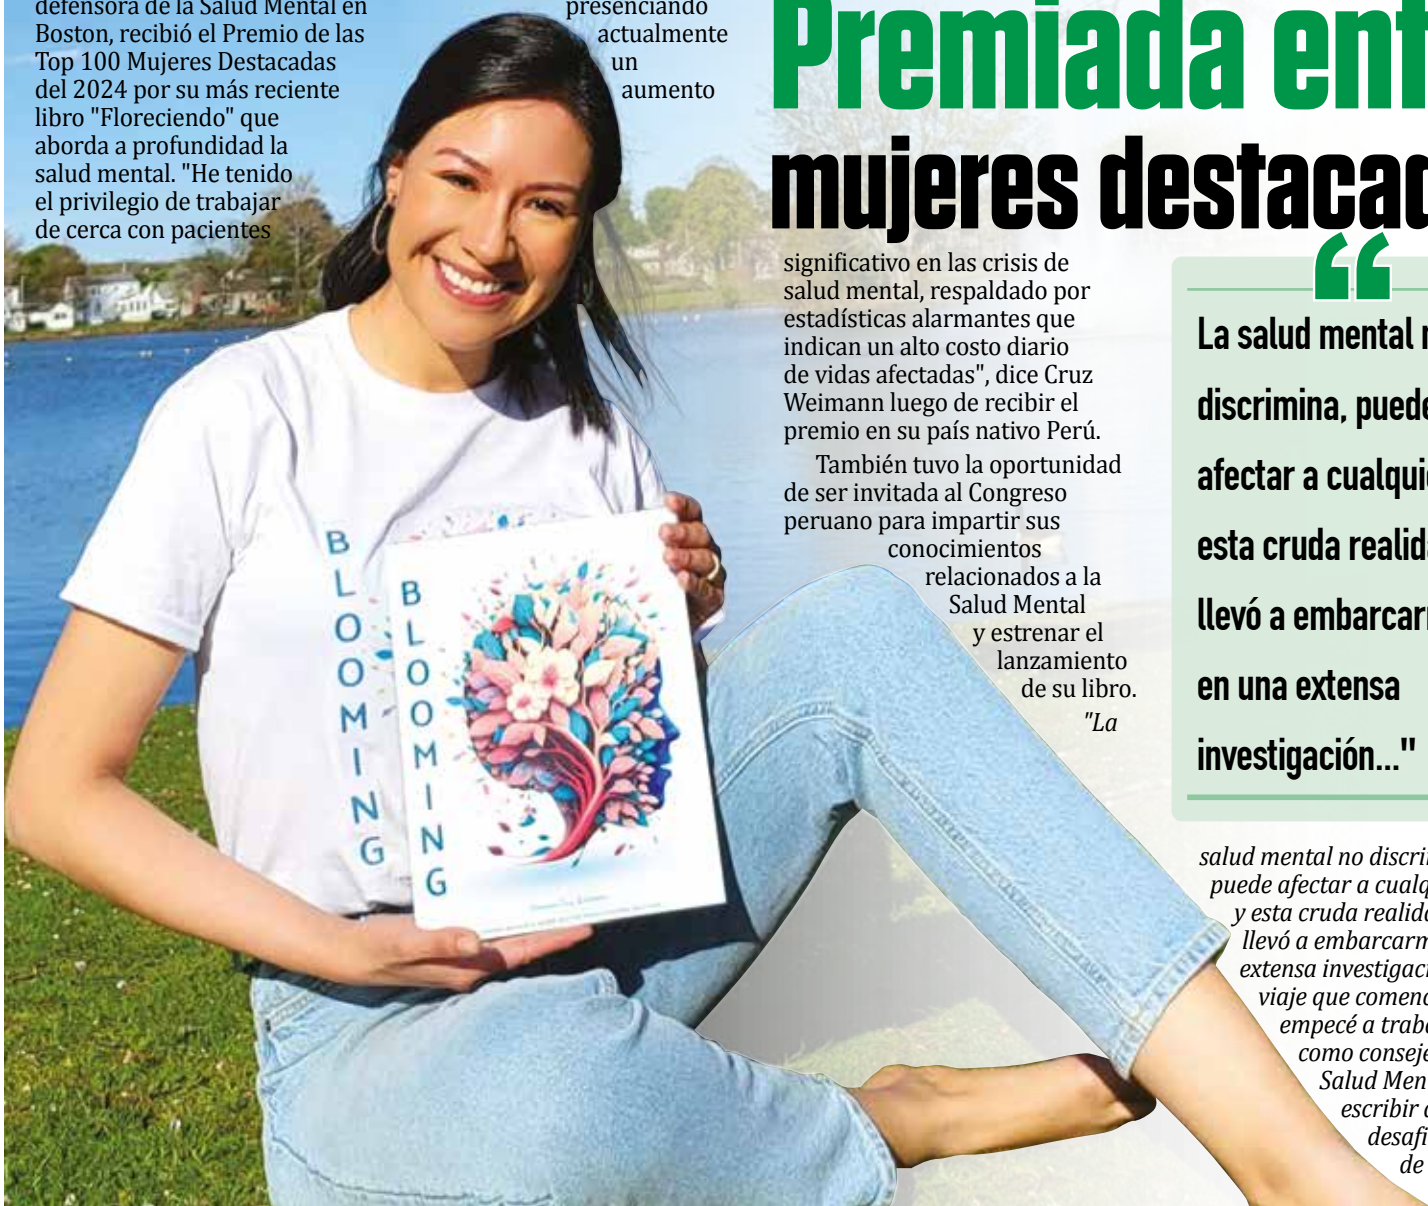 defensora de la Salud Mental en
Boston, recibió el Premio de las
Top 100 Mujeres Destacadas
del 2024 por su más reciente
libro "Floreciendo" que
aborda a profundidad la
salud mental. "He tenido
el privilegio de trabajar
de cerca con pacientes
presenciando
actualmente
un
aumento
Premiada ent
mujeres destacad
significativo en las crisis de
salud mental, respaldado por
estadísticas alarmantes que
indican un alto costo diario
de vidas afectadas", dice Cruz
Weimann luego de recibir el
premio en su país nativo Perú.
También tuvo la oportunidad
de ser invitada al Congreso
peruano para impartir sus
conocimientos
relacionados a la
Salud Mental
y estrenar el
lanzamiento
de su libro.
"La
“
La salud mental n
discrimina, puede
afectar a cualqui
esta cruda realid
llevó a embarcar
en una extensa
investigación..."
salud mental no discri
puede afectar a cualq
y esta cruda realida
llevó a embarcarm
extensa investigaci
viaje que comenc
empecé a trab
como consej
Salud Men
escribir
desafi
de
BLOOMING
BLOOMING